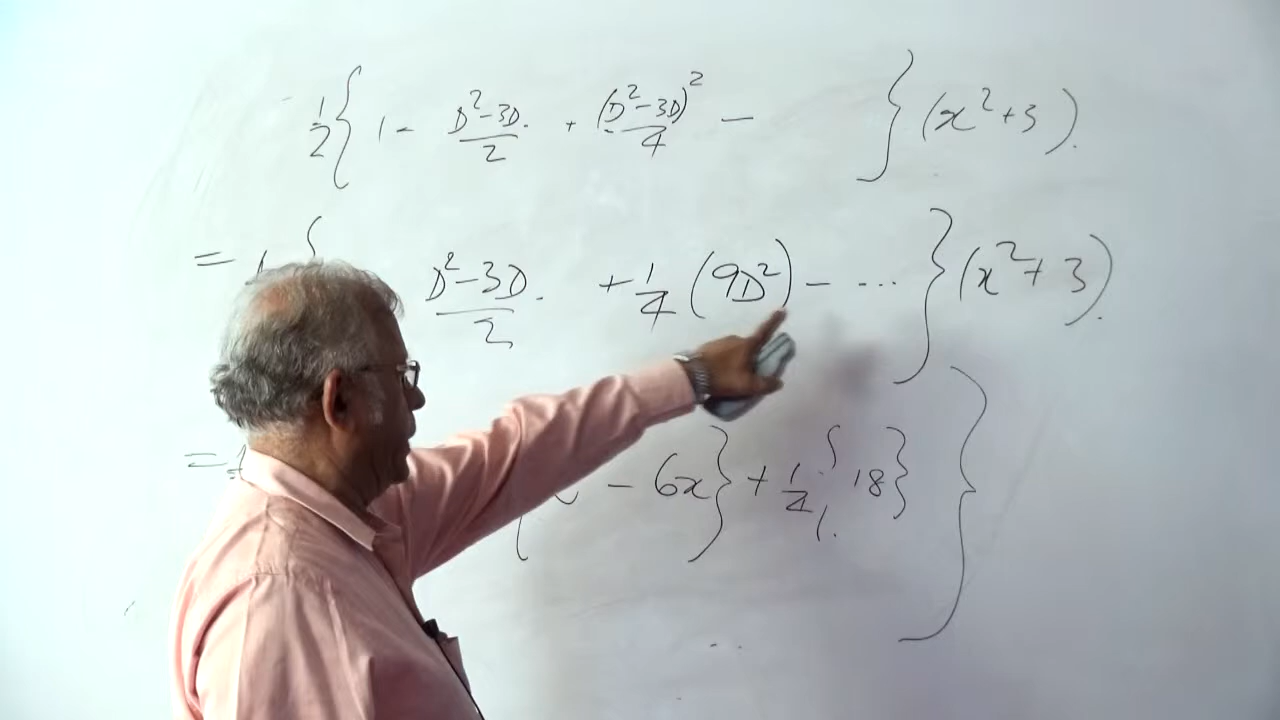 1/2 { 1 - (D²-3D)/2 + (D²-3D)²/4 - } (x²+3).
= { (D²-3D)/2 . + 1/4 (9D²) - ... } (x²+3).
= - 6x } + 1/4 { 18 } }